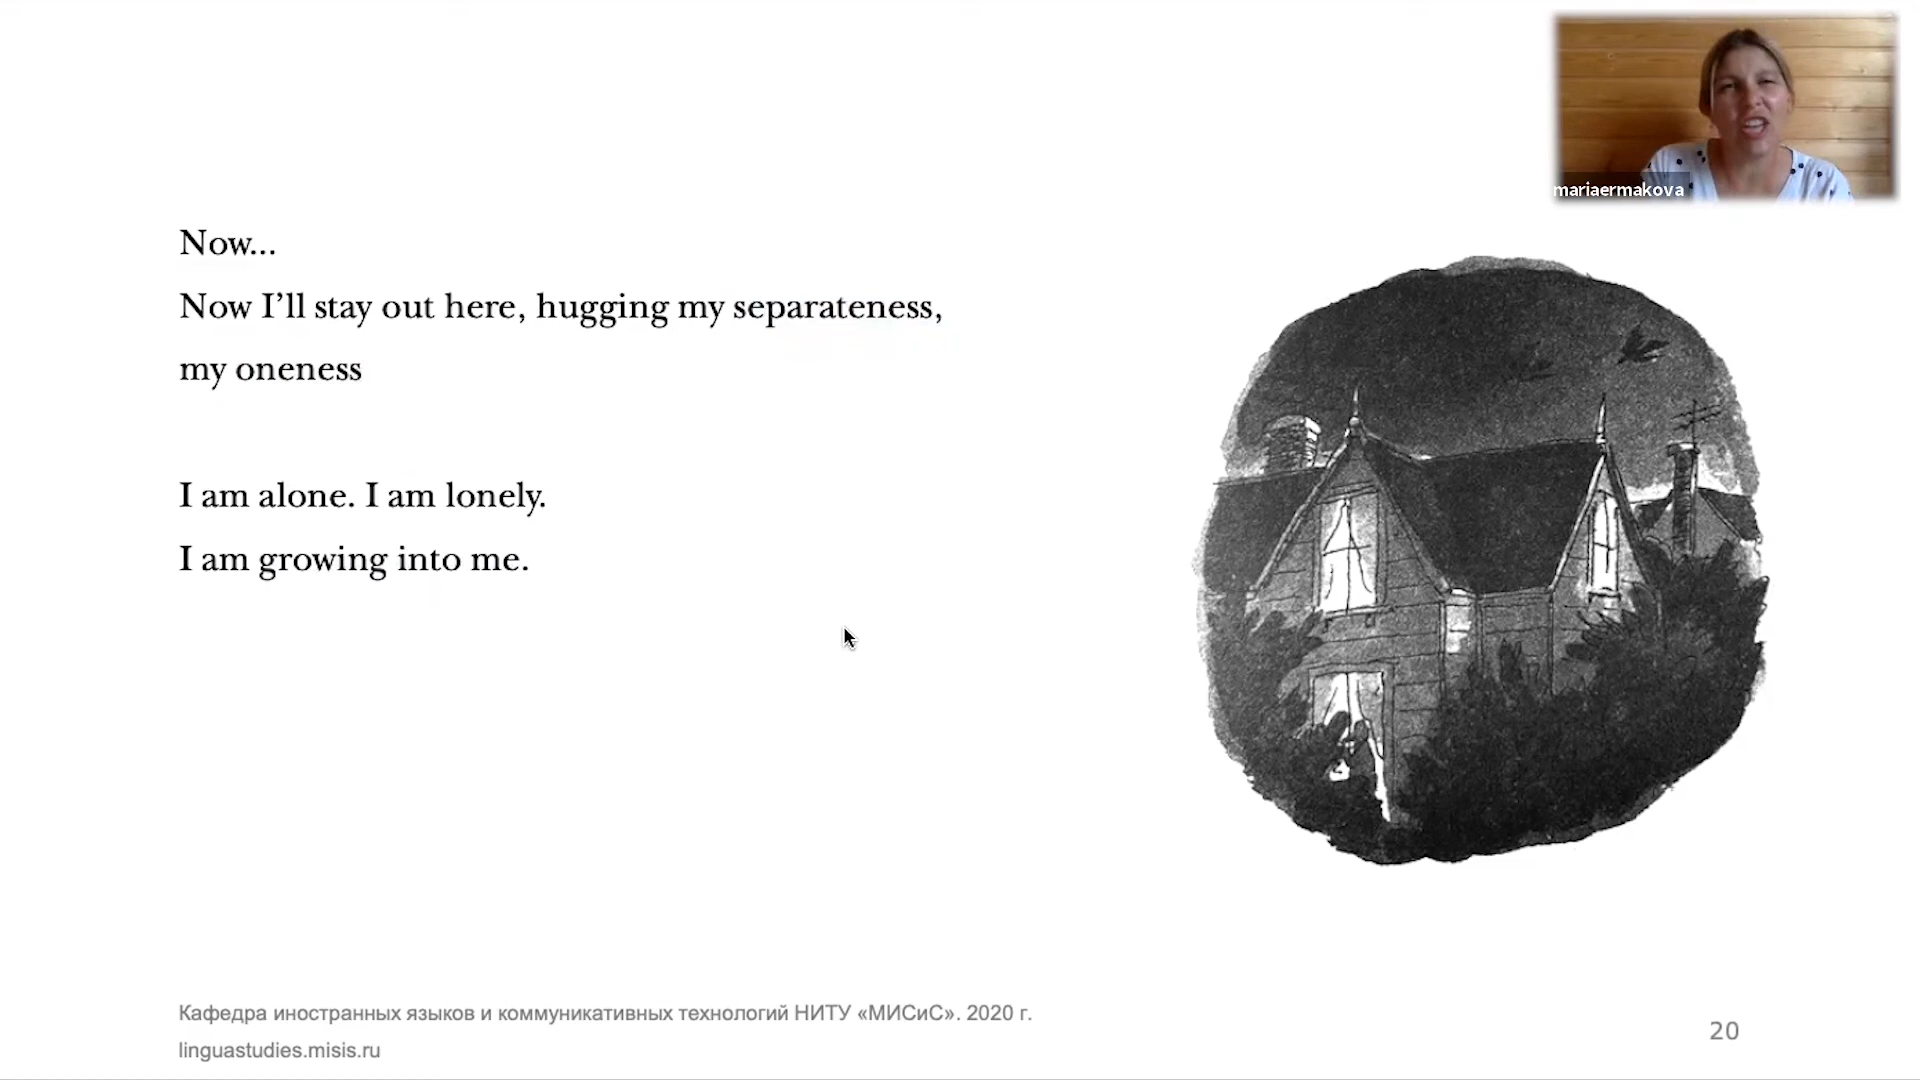 mariaermakova
Now...
Now I’ll stay out here, hugging my separateness,
my oneness
I am alone. I am lonely.
I am growing into me.
Кафедра иностранных языков и коммуникативных технологий НИТУ «МИСиС». 2020 г.
linguastudies.misis.ru
20